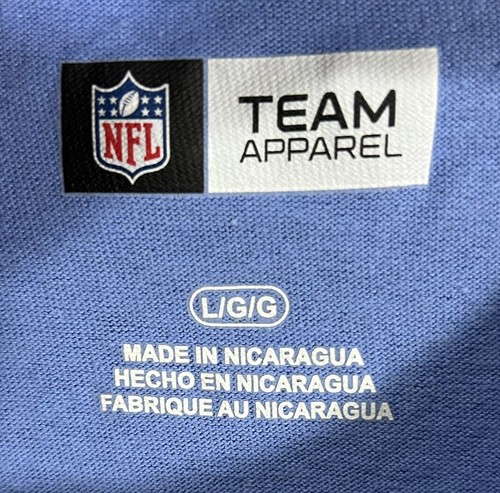 NFL
TEAM
APPAREL
L/G/G
MADE IN NICARAGUA
HECHO EN NICARAGUA
FABRIQUE AU NICARAGUA